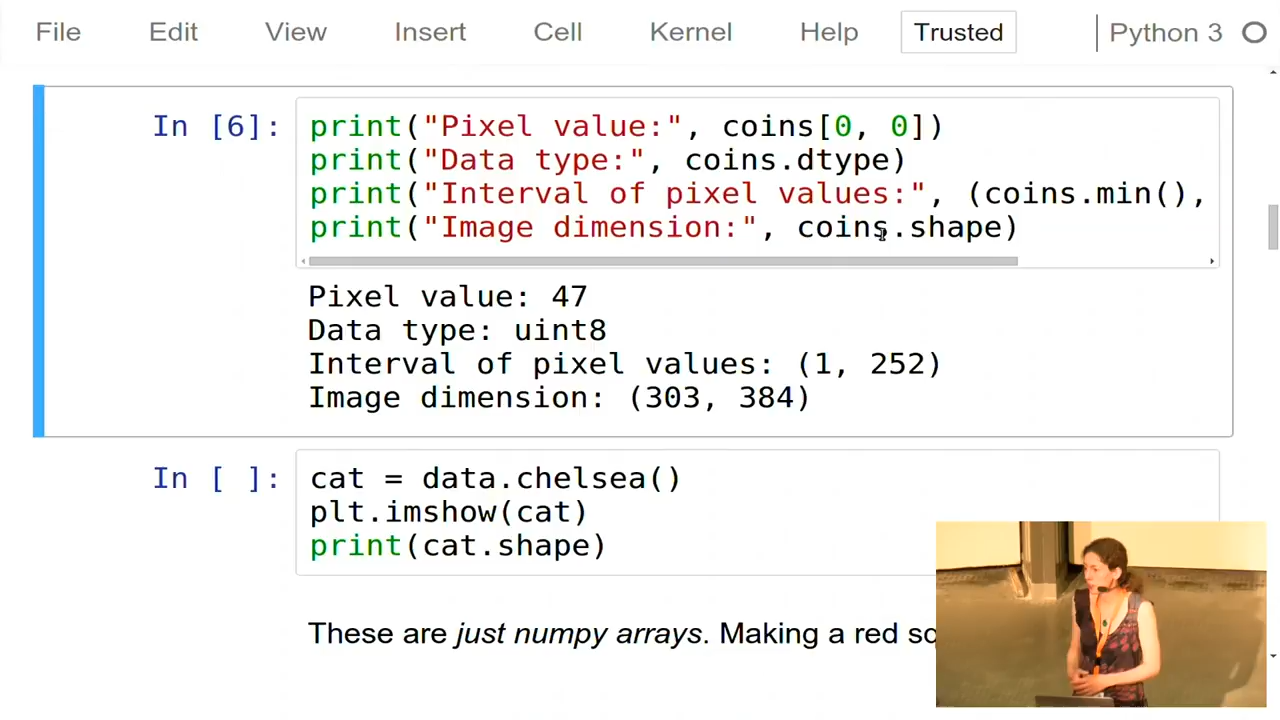 File Edit View Insert Cell Kernel Help Trusted Python 3
In [6]:
print("Pixel value:", coins[0, 0])
print("Data type:", coins.dtype)
print("Interval of pixel values:", (coins.min(),
print("Image dimension:", coins.shape)
Pixel value: 47
Data type: uint8
Interval of pixel values: (1, 252)
Image dimension: (303, 384)
In [ ]:
cat = data.chelsea()
plt.imshow(cat)
print(cat.shape)
These are just numpy arrays. Making a red